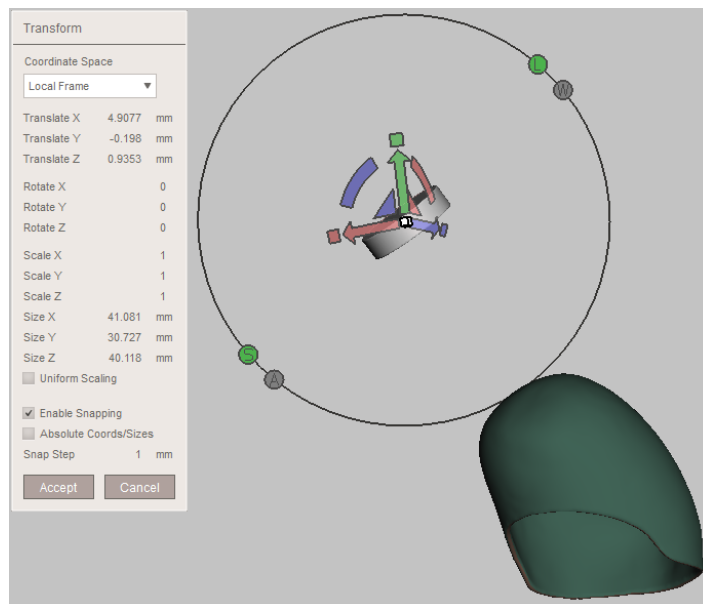 Transform
Coordinate Space
Local Frame
Translate X 4.9077 mm
Translate Y -0.198 mm
Translate Z 0.9353 mm
Rotate X 0
Rotate Y 0
Rotate Z 0
Scale X 1
Scale Y 1
Scale Z 1
Size X 41.081 mm
Size Y 30.727 mm
Size Z 40.118 mm
Uniform Scaling
Enable Snapping
Absolute Coords/Sizes
Snap Step 1 mm
Accept Cancel
L
W
S
A